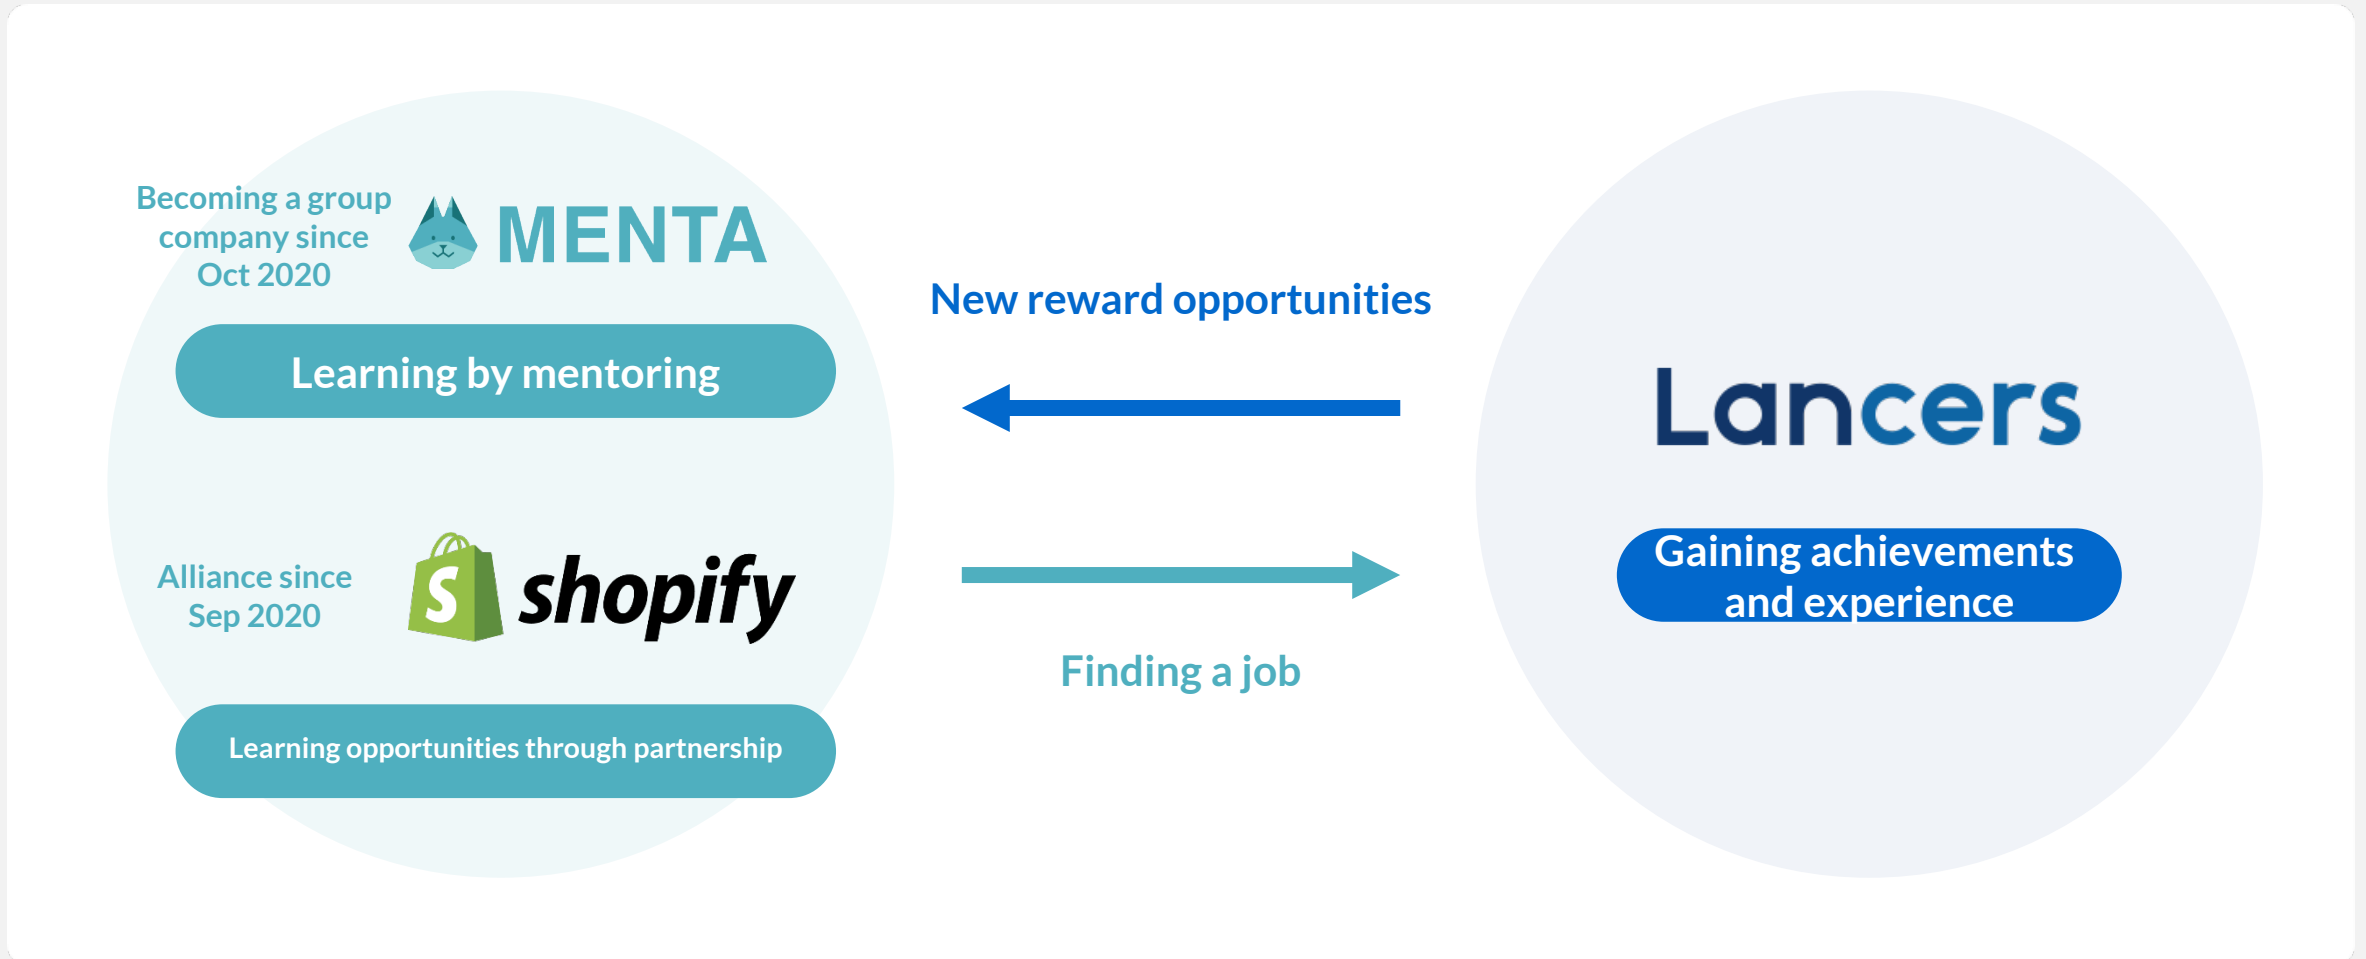 Becoming a group
company since
Oct 2020
MENTA
Learning by mentoring
Alliance since
Sep 2020
shopify
Learning opportunities through partnership
New reward opportunities
Finding a job
Lancers
Gaining achievements
and experience